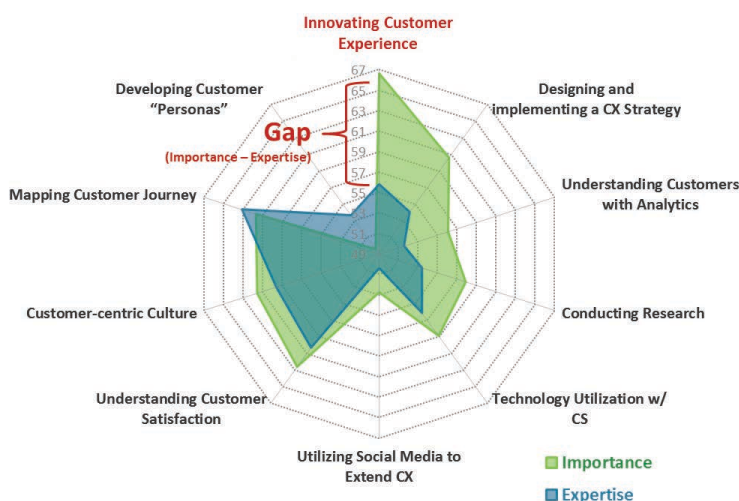 Innovating Customer
Experience
67
65
63
61
59
57
55
53
51
Developing Customer
“Personas”
Designing and
implementing a CX Strategy
Gap
(Importance – Expertise)
Mapping Customer Journey
Understanding Customers
with Analytics
Customer-centric Culture
Conducting Research
Understanding Customer
Satisfaction
Technology Utilization w/
CS
Utilizing Social Media to
Extend CX
Importance
Expertise